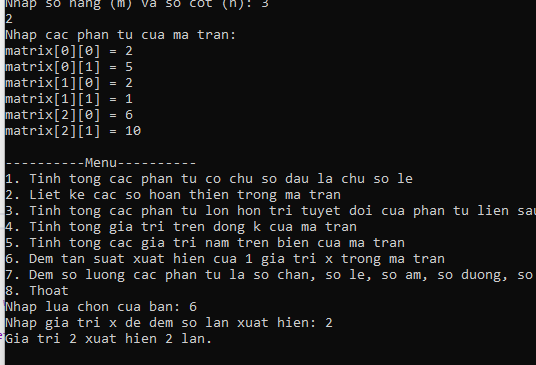 Nhap so hang (m) va so cot (n): 3
2
Nhap cac phan tu cua ma tran:
matrix[0][0] = 2
matrix[0][1] = 5
matrix[1][0] = 2
matrix[1][1] = 1
matrix[2][0] = 6
matrix[2][1] = 10
----------Menu----------
1. Tinh tong cac phan tu co chu so dau la chu so le
2. Liet ke cac so hoan thien trong ma tran
3. Tinh tong cac phan tu lon hon tri tuyet doi cua phan tu lien sau
4. Tinh tong gia tri tren dong k cua ma tran
5. Tinh tong cac gia tri nam tren bien cua ma tran
6. Dem tan suat xuat hien cua 1 gia tri x trong ma tran
7. Dem so luong cac phan tu la so chan, so le, so am, so duong, so
8. Thoat
Nhap lua chon cua ban: 6
Nhap gia tri x de dem so lan xuat hien: 2
Gia tri 2 xuat hien 2 lan.